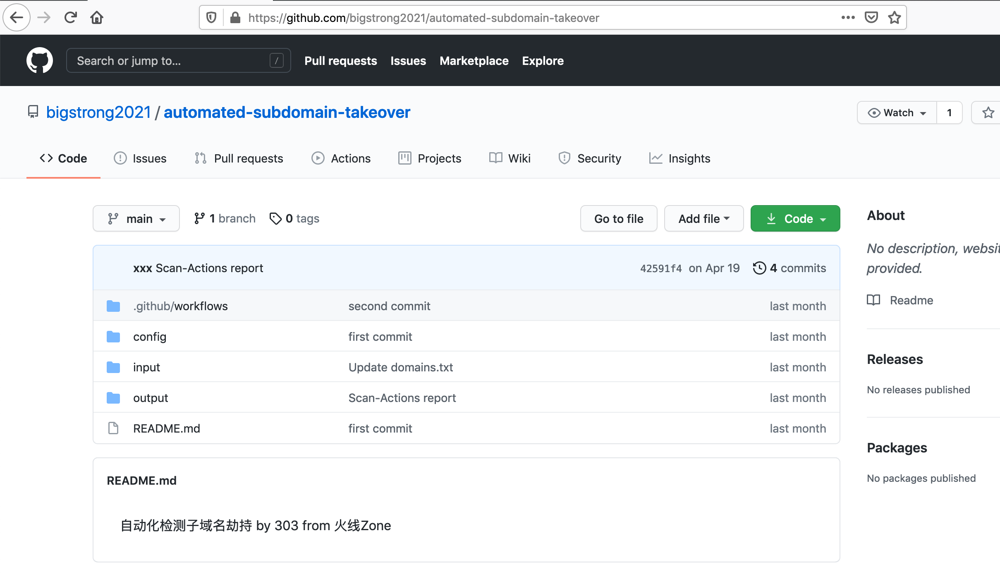 https://github.com/bigstrong2021/automated-subdomain-takeover
Search or jump to... / Pull requests Issues Marketplace Explore
bigstrong2021 / automated-subdomain-takeover Watch 1
Code Issues Pull requests Actions Projects Wiki Security Insights
main 1 branch 0 tags Go to file Add file Code
xxx Scan-Actions report 42591f4 on Apr 19 4 commits
.github/workflows second commit last month
config first commit last month
input Update domains.txt last month
output Scan-Actions report last month
README.md first commit last month
README.md
自动化检测子域名劫持 by 303 from 火线Zone
About
No description, websit
provided.
Readme
Releases
No releases published
Packages
No packages published